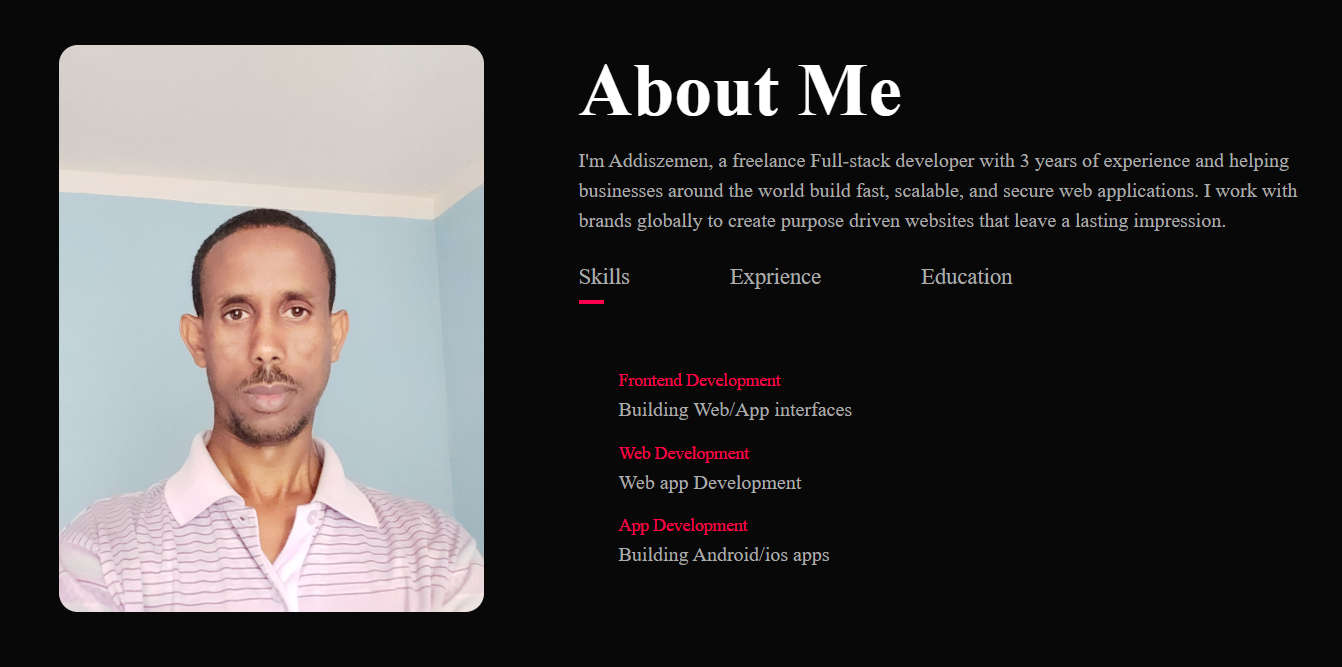 About Me
I'm Addiszemen, a freelance Full-stack developer with 3 years of experience and helping
businesses around the world build fast, scalable, and secure web applications. I work with
brands globally to create purpose driven websites that leave a lasting impression.
Skills Exprience Education
Frontend Development
Building Web/App interfaces
Web Development
Web app Development
App Development
Building Android/ios apps